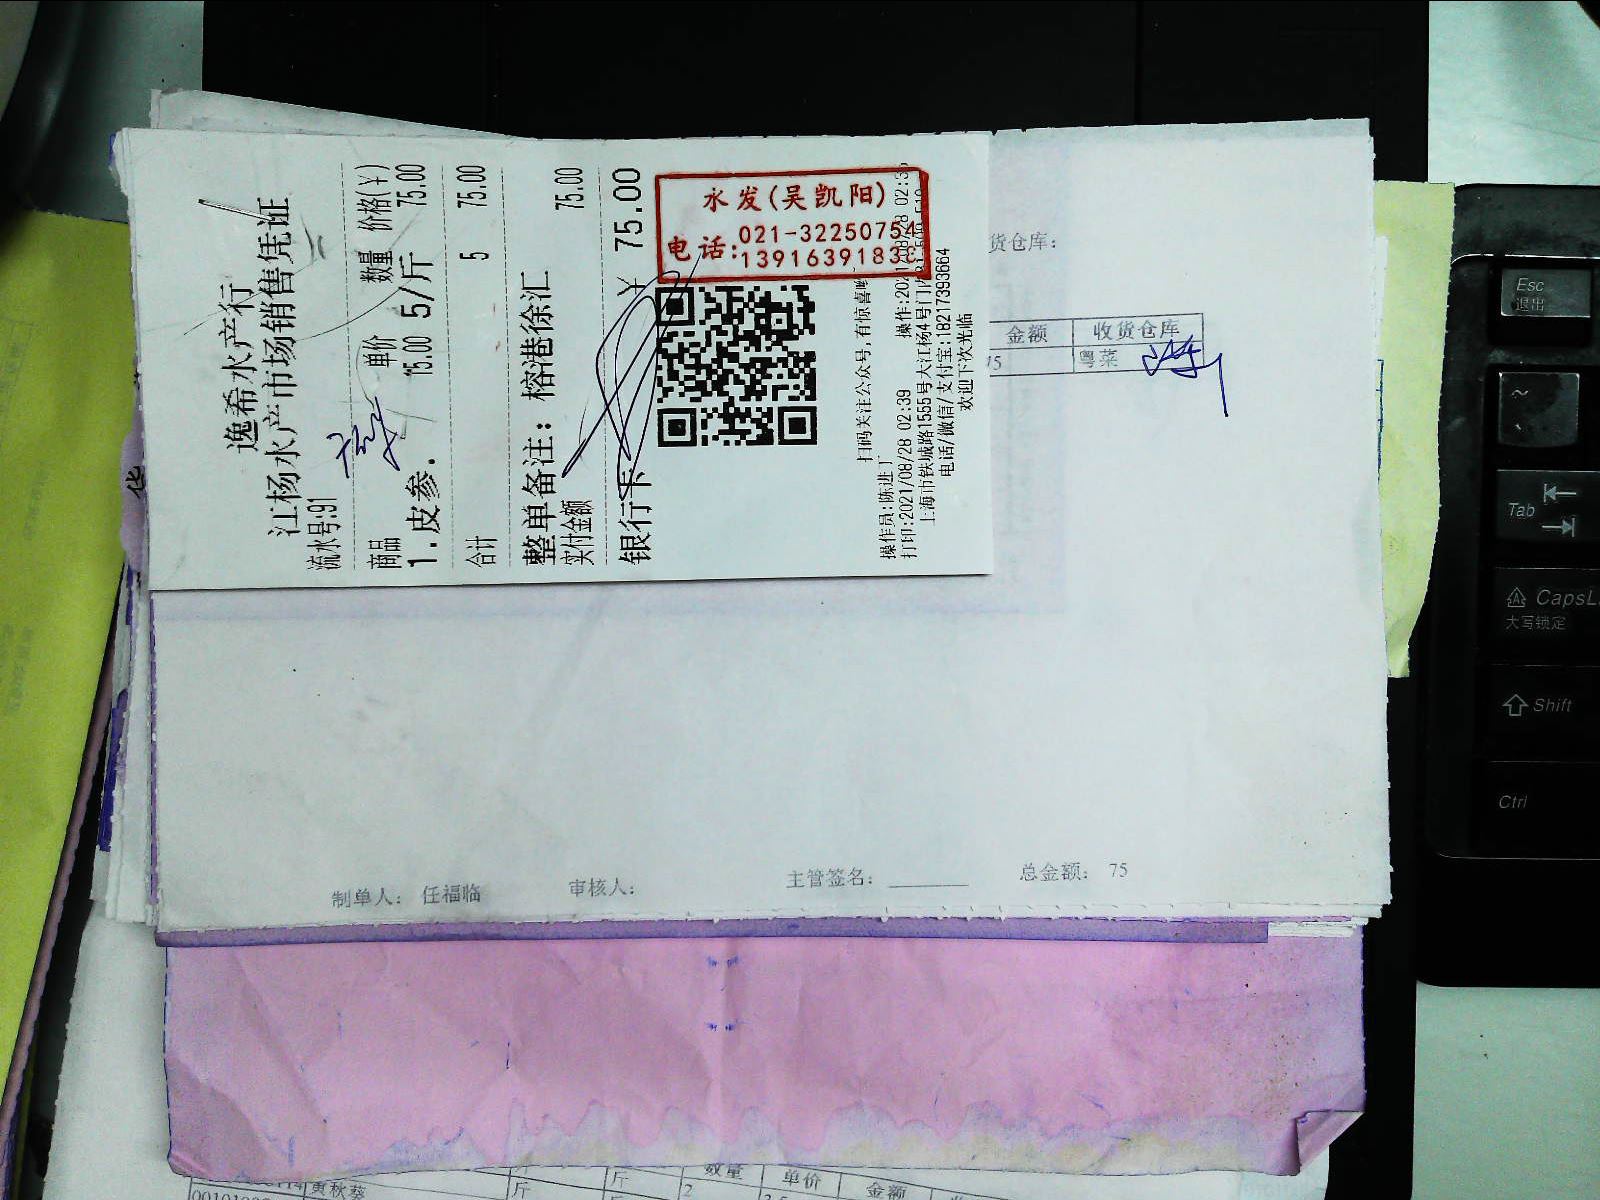 逸希水产行
江杨水产市场销售凭证
流水号:91
商品 单价 数量 价格(¥)
1.皮参. 15.00 5/斤 75.00
合计 5 75.00
整单备注：榕港徐汇
实付金额 75.00
银行卡 ¥ 75.00
水发(吴凯阳)
电话:021-32250754
扫码关注公众号,有惊喜
操作员:陈进
打印:2021/08/28 02:39
上海市铁城路1555号大江杨4号门
电话/微信/支付宝:18217393664
欢迎下次光临
货仓库：
金额 收货仓库
75 粤菜
制单人： 任福临 审核人： 主管签名： 总金额： 75
数量 单价 金额
黄秋葵 斤 斤 2
Esc
退出
~
Tab
CapsL
大写锁定
Shift
Ctrl